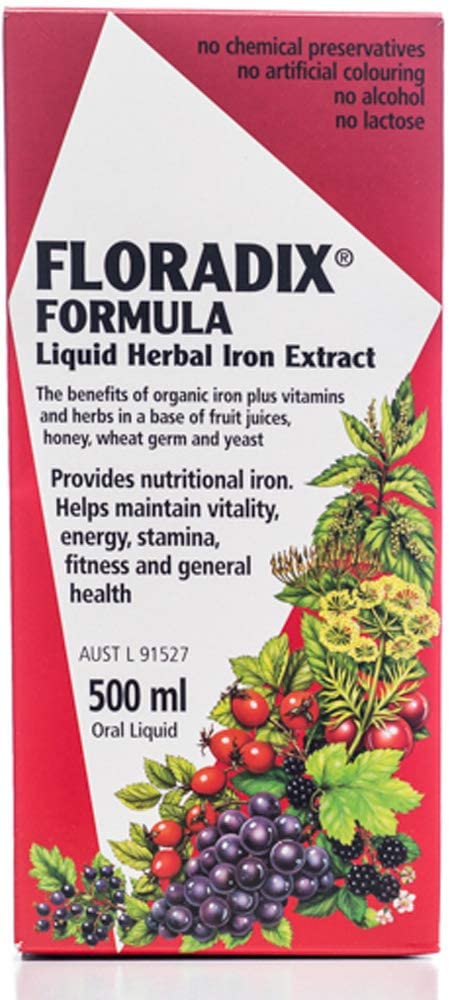 no chemical preservatives
no artificial colouring
no alcohol
no lactose
FLORADIX®
FORMULA
Liquid Herbal Iron Extract
The benefits of organic iron plus vitamins
and herbs in a base of fruit juices,
honey, wheat germ and yeast
Provides nutritional iron.
Helps maintain vitality,
energy, stamina,
fitness and general
health
AUST L 91527
500 ml
Oral Liquid